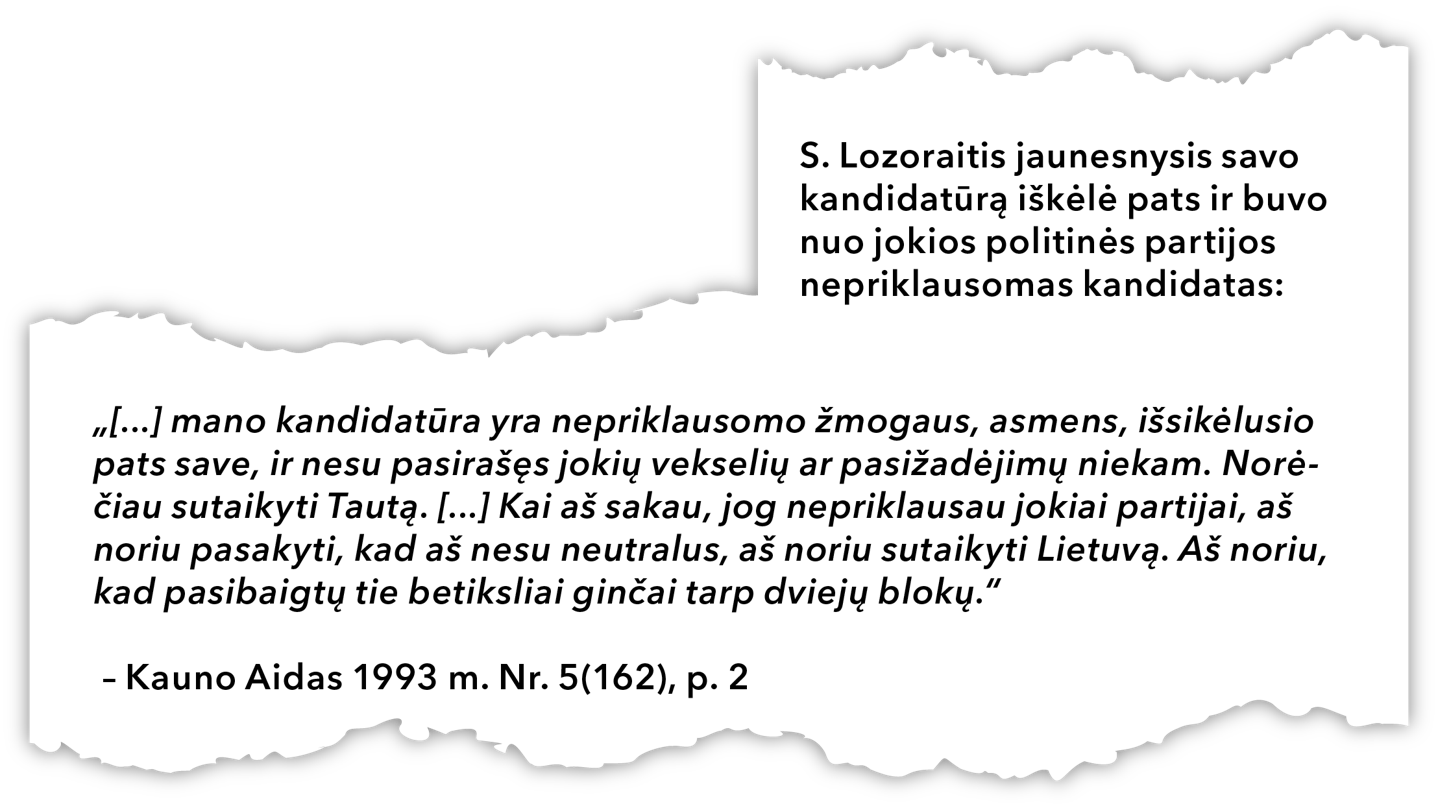 S. Lozoraitis jaunesnysis savo
kandidatūrą iškėlė pats ir buvo
nuo jokios politinės partijos
nepriklausomas kandidatas:
„[...] mano kandidatūra yra nepriklausomo žmogaus, asmens, išsikėlusio
pats save, ir nesu pasirašęs jokių vekselių ar pasižadėjimų niekam. Norė-
čiau sutaikyti Tautą. [...] Kai aš sakau, jog nepriklausau jokiai partijai, aš
noriu pasakyti, kad aš nesu neutralus, aš noriu sutaikyti Lietuvą. Aš noriu,
kad pasibaigtų tie betiksliai ginčai tarp dviejų blokų.“
– Kauno Aidas 1993 m. Nr. 5(162), p. 2